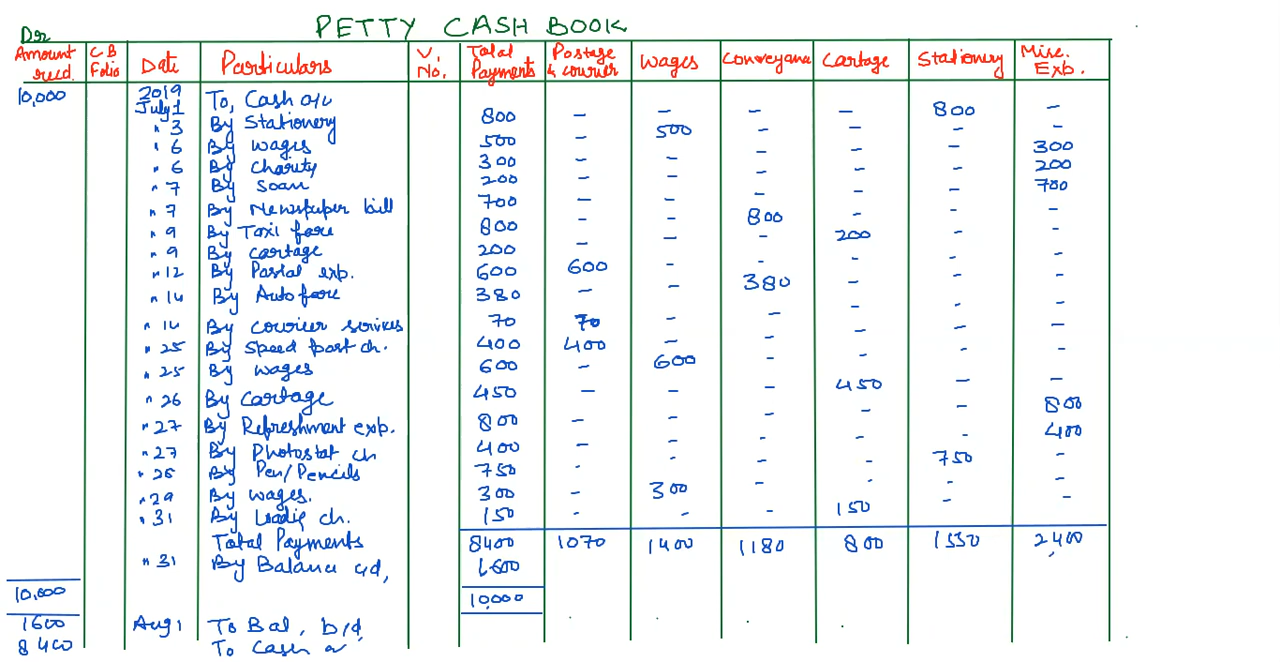 PETTY CASH BOOK
Dr
Amount recd. C B Folio Date Particulars V. No. Total Payments Postage & courier Wages Conveyance Cartage Stationery Misc. Exp.
10,000 2019 July 1 To, Cash a/c
" 3 By Stationery 800 - - - - 800 -
" 6 By wages 500 - 500 - - - -
" 6 By charity 300 - - - - - 300
" 7 By soan 200 - - - - - 200
" 7 By Newspaper bill 700 - - - - - 700
" 9 By Taxi fare 800 - - 800 - - -
" 9 By cartage 200 - - - 200 - -
" 12 By Postal exp. 600 600 - - - - -
" 14 By Auto fare 380 - - 380 - - -
" 14 By courier services 70 70 - - - - -
" 25 By Speed post ch. 400 400 - - - - -
" 25 By wages 600 - 600 - - - -
" 26 By cartage 450 - - - 450 - -
" 27 By Refreshment exp. 800 - - - - - 800
" 27 By Photostat ch 400 - - - - - 400
" 28 By Pen/Pencils 750 - - - - 750 -
" 29 By wages. 300 - 300 - - - -
" 31 By ch. 150 - - - 150 - -
Total Payments 8400 1070 1400 1180 800 1550 2400
" 31 By Balance c/d, 1,600
10,000 10,000
1600 Aug 1 To Bal, b/d,
8400 To Cash a